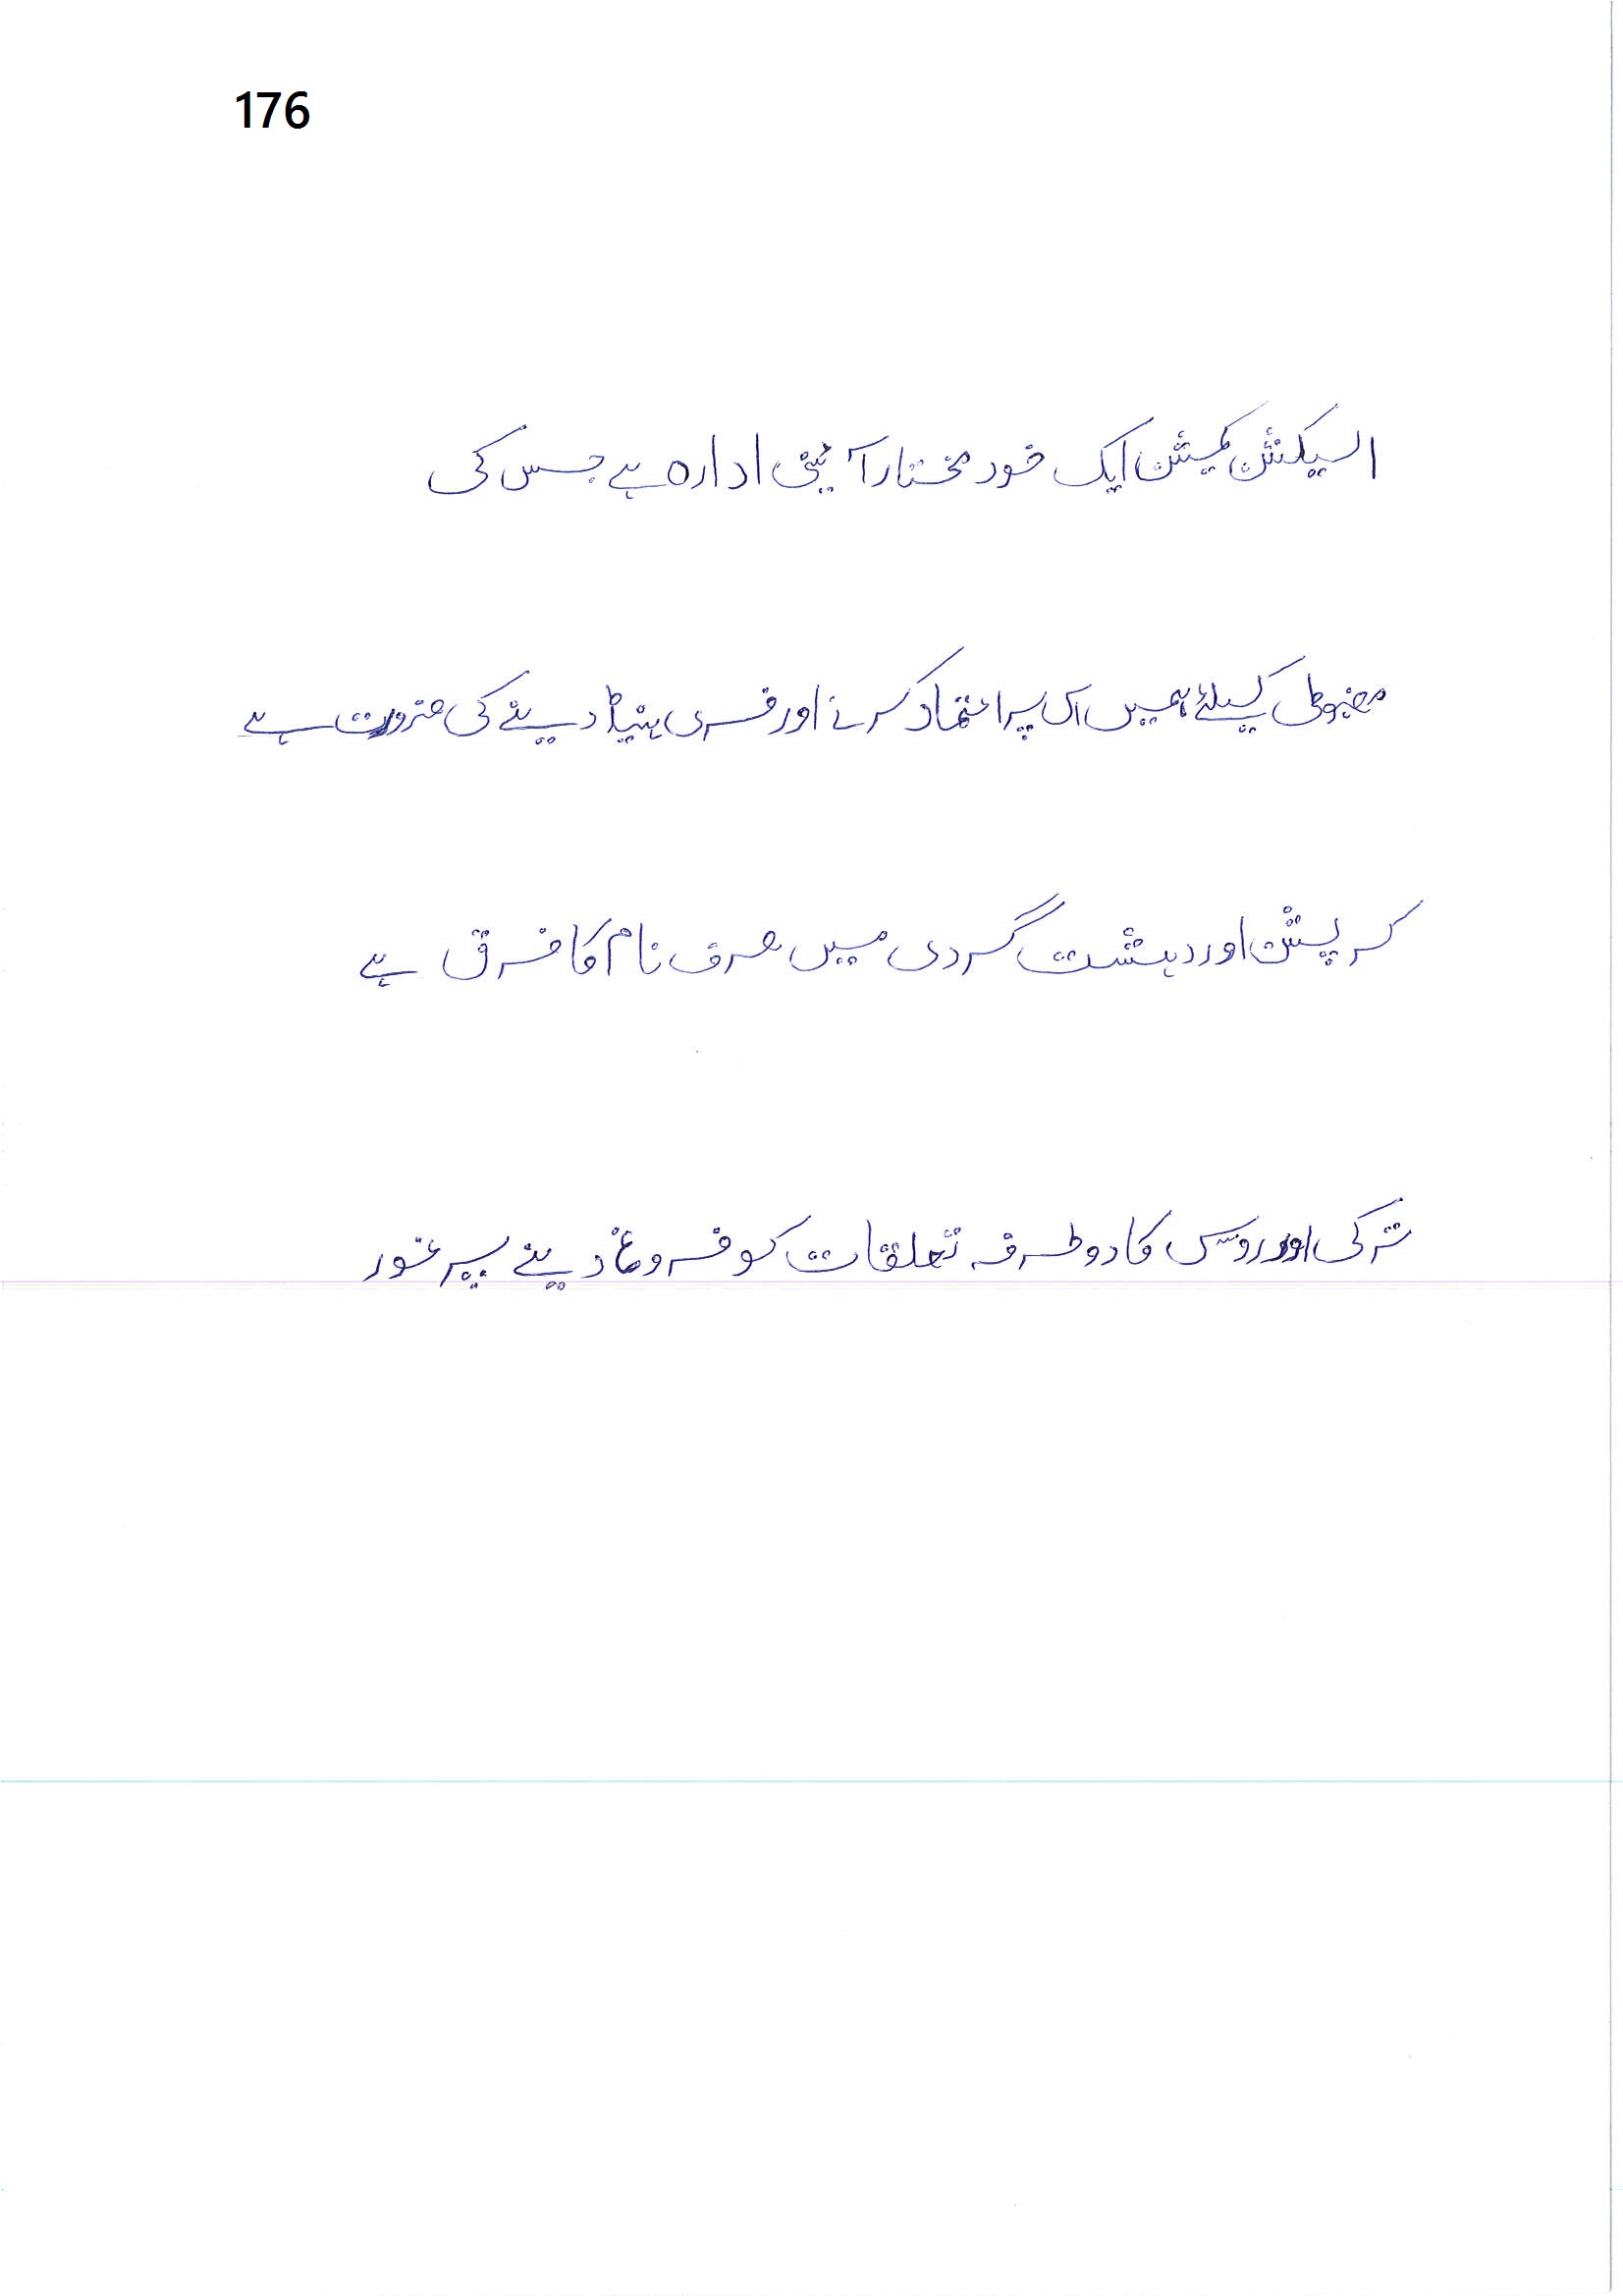 176
الیکشن کمیشن ایک خود مختار آئینی ادارہ ہے جس کی
مضبوطی کیلئے ہمیں اس پر اعتماد کرنے اور فری ہینڈ دینے کی ضرورت ہے
کرپشن اور دہشت گردی میں صرف نام کا فرق ہے
ترکی اور روس کا دو طرفہ تعلقات کو فروغ دینے پر غور